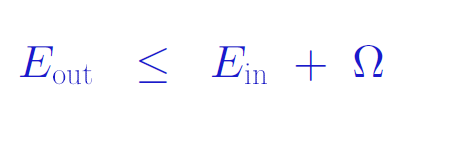 E_out ≤ E_in + Ω